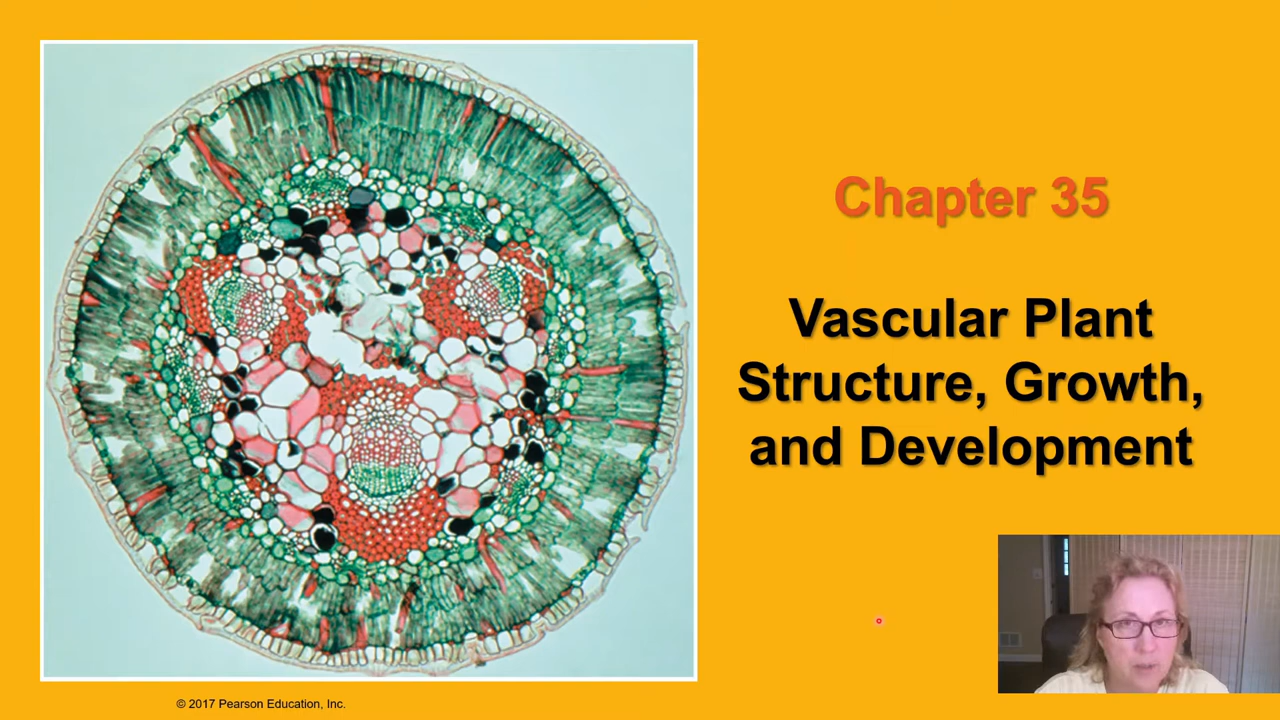 Chapter 35
Vascular Plant
Structure, Growth,
and Development
© 2017 Pearson Education, Inc.